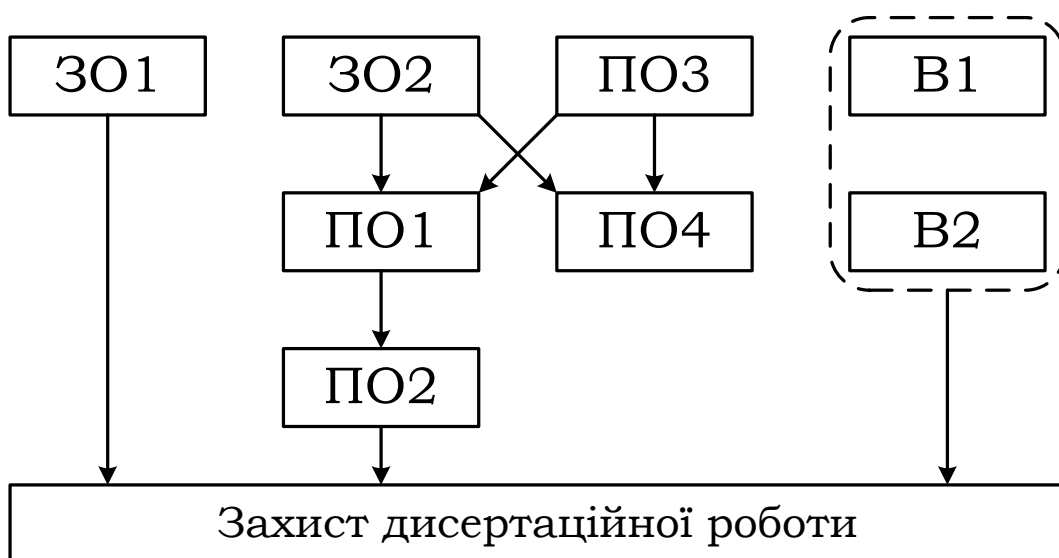 ЗО1
ЗО2
ПО3
В1
ПО1
ПО4
В2
ПО2
Захист дисертаційної роботи